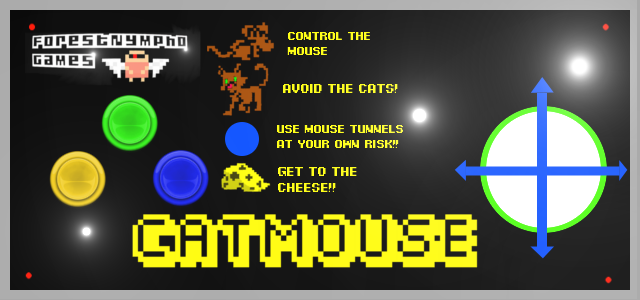 FORESTNYMPHO
GAMES
CONTROL THE
MOUSE
AVOID THE CATS!
USE MOUSE TUNNELS
AT YOUR OWN RISK!!
GET TO THE
CHEESE!!
CATMOUSE